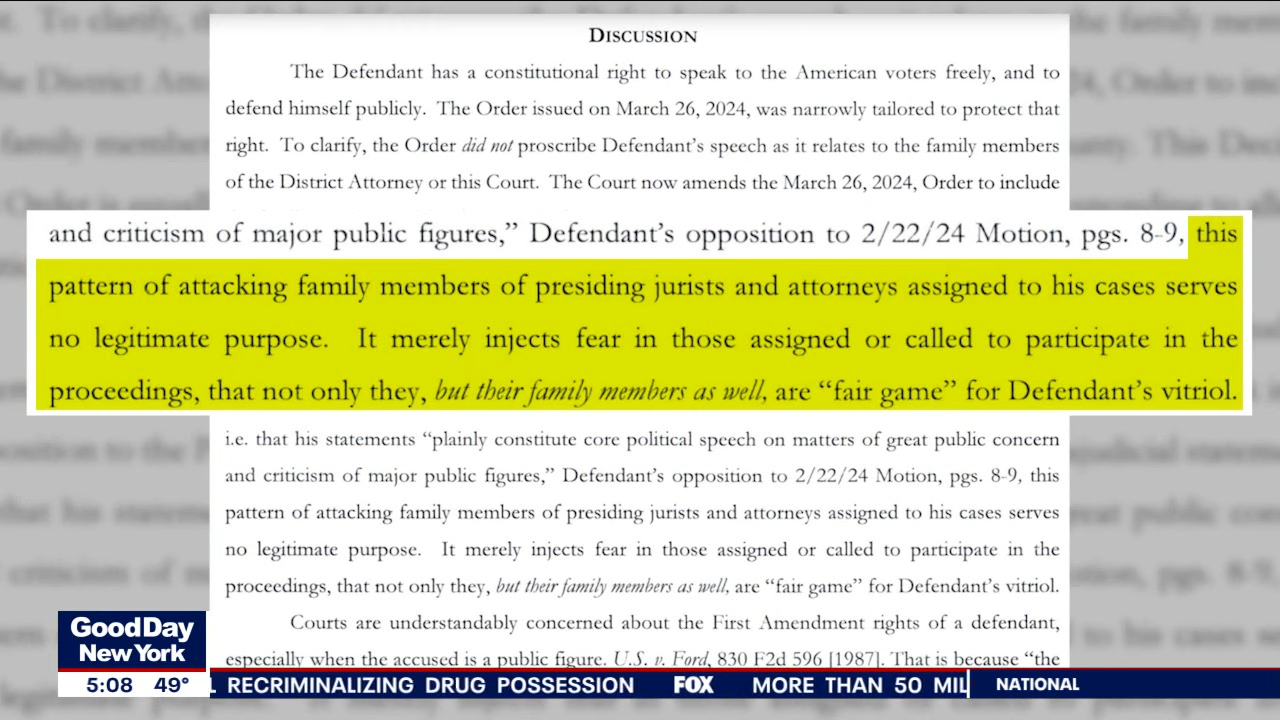 DISCUSSION
The Defendant has a constitutional right to speak to the American voters freely, and to
defend himself publicly. The Order issued on March 26, 2024, was narrowly tailored to protect that
right. To clarify, the Order did not proscribe Defendant's speech as it relates to the family members
of the District Attorney or this Court. The Court now amends the March 26, 2024, Order to include
and criticism of major public figures,” Defendant's opposition to 2/22/24 Motion, pgs. 8-9, this
pattern of attacking family members of presiding jurists and attorneys assigned to his cases serves
no legitimate purpose. It merely injects fear in those assigned or called to participate in the
proceedings, that not only they, but their family members as well, are “fair game” for Defendant's vitriol.
i.e. that his statements “plainly constitute core political speech on matters of great public concern
and criticism of major public figures,” Defendant's opposition to 2/22/24 Motion, pgs. 8-9, this
pattern of attacking family members of presiding jurists and attorneys assigned to his cases serves
no legitimate purpose. It merely injects fear in those assigned or called to participate in the
proceedings, that not only they, but their family members as well, are “fair game” for Defendant's vitriol.
Courts are understandably concerned about the First Amendment rights of a defendant,
especially when the accused is a public figure. U.S. v. Ford, 830 F2d 596 [1987]. That is because “the
GoodDay
New York
5:08 49°
RECRIMINALIZING DRUG POSSESSION FOX MORE THAN 50 MIL NATIONAL